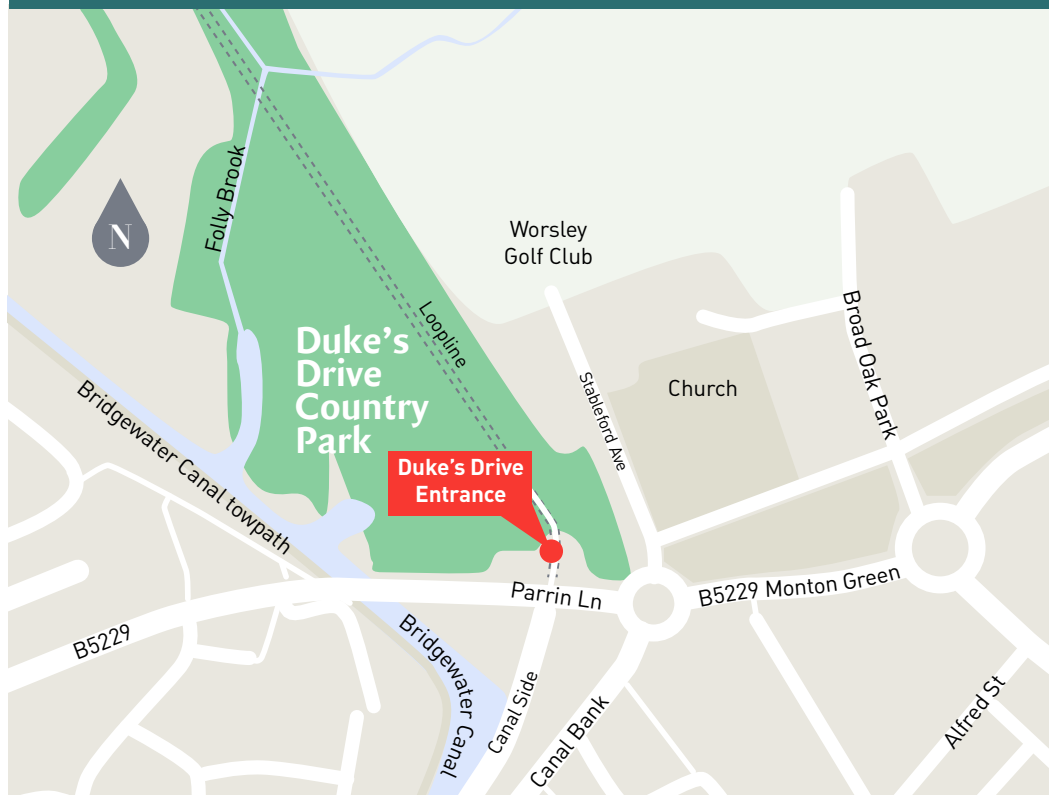 Folly Brook
N
Worsley
Golf Club
Loopline
Broad Oak Park
Duke's
Drive
Country
Park
Church
Stableford Ave
Bridgewater Canal towpath
Duke's Drive
Entrance
Parrin Ln
B5229 Monton Green
B5229
Bridgewater Canal
Canal Side
Canal Bank
Alfred St